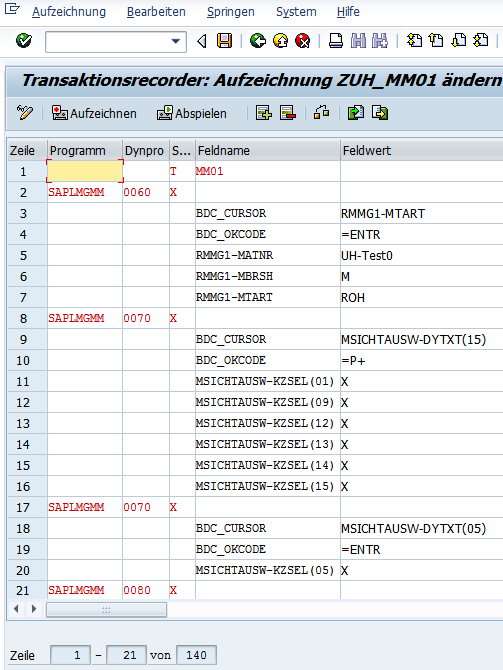 Aufzeichnung Bearbeiten Springen System Hilfe
Transaktionsrecorder: Aufzeichnung ZUH_MM01 ändern
Aufzeichnen Abspielen
Zeile Programm Dynpro S... Feldname Feldwert
1 T MM01
2 SAPLMGMM 0060 X
3 BDC_CURSOR RMMG1-MTART
4 BDC_OKCODE =ENTR
5 RMMG1-MATNR UH-Test0
6 RMMG1-MBRSH M
7 RMMG1-MTART ROH
8 SAPLMGMM 0070 X
9 BDC_CURSOR MSICHTAUSW-DYTXT(15)
10 BDC_OKCODE =P+
11 MSICHTAUSW-KZSEL(01) X
12 MSICHTAUSW-KZSEL(09) X
13 MSICHTAUSW-KZSEL(12) X
14 MSICHTAUSW-KZSEL(13) X
15 MSICHTAUSW-KZSEL(14) X
16 MSICHTAUSW-KZSEL(15) X
17 SAPLMGMM 0070 X
18 BDC_CURSOR MSICHTAUSW-DYTXT(05)
19 BDC_OKCODE =ENTR
20 MSICHTAUSW-KZSEL(05) X
21 SAPLMGMM 0080 X
Zeile 1 - 21 von 140